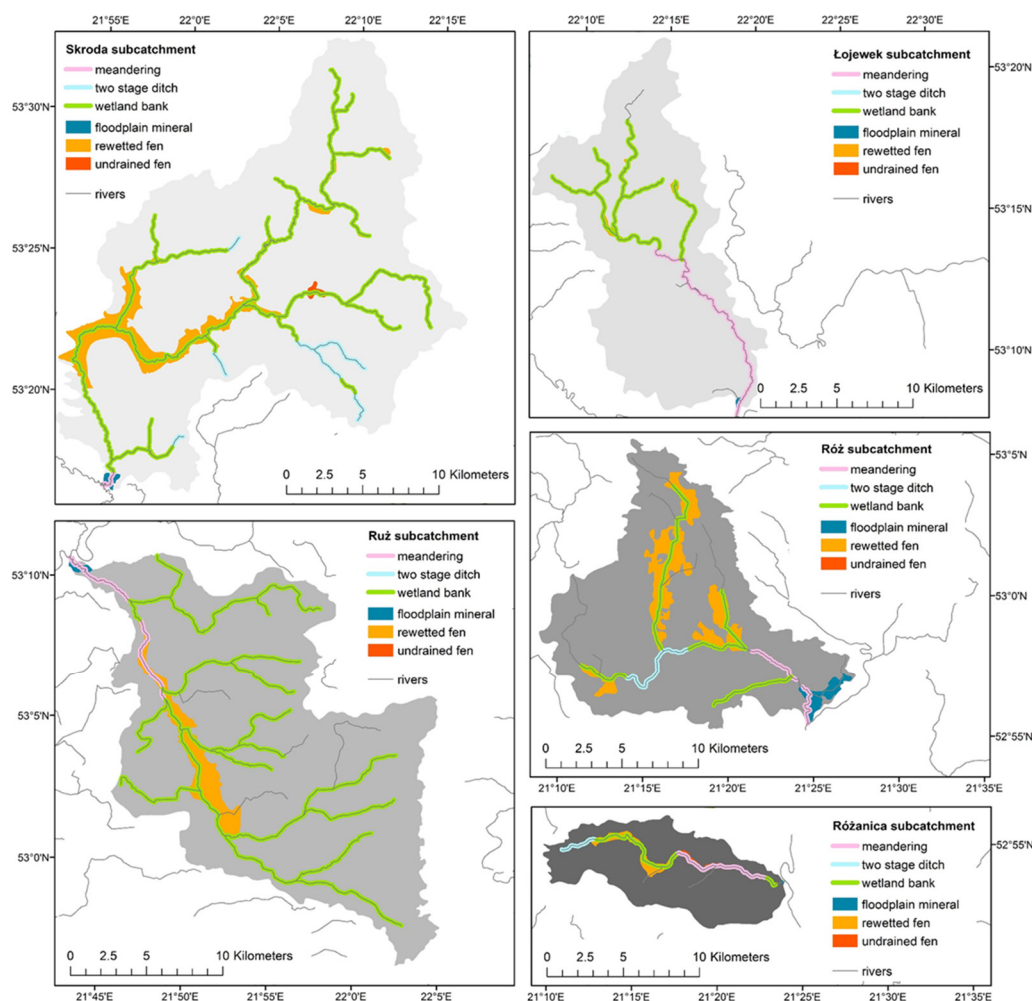 21°55'E 22°0'E 22°5'E 22°10'E
22°10'E 22°15'E 22°20'E 22°25'E 22°30'E
Skroda subcatchment
meandering
two stage ditch
wetland bank
floodplain mineral
rewetted fen
undrained fen
rivers
53°30'N
53°25'N
53°20'N
0 2.5 5 10 Kilometers
Łojewek subcatchment
meandering
two stage ditch
wetland bank
floodplain mineral
rewetted fen
undrained fen
rivers
53°20'N
53°15'N
53°10'N
0 2.5 5 10 Kilometers
Ruż subcatchment
meandering
two stage ditch
wetland bank
floodplain mineral
rewetted fen
undrained fen
rivers
53°10'N
53°5'N
53°0'N
0 2.5 5 10 Kilometers
21°45'E 21°50'E 21°55'E 22°0'E 22°5'E
Róż subcatchment
meandering
two stage ditch
wetland bank
floodplain mineral
rewetted fen
undrained fen
rivers
53°5'N
53°0'N
52°55'N
0 2.5 5 10 Kilometers
21°10'E 21°15'E 21°20'E 21°25'E 21°30'E 21°35'E
Różanica subcatchment
meandering
two stage ditch
wetland bank
floodplain mineral
rewetted fen
undrained fen
rivers
52°55'N
0 2.5 5 10 Kilometers
21°10'E 21°15'E 21°20'E 21°25'E 21°30'E 21°35'E